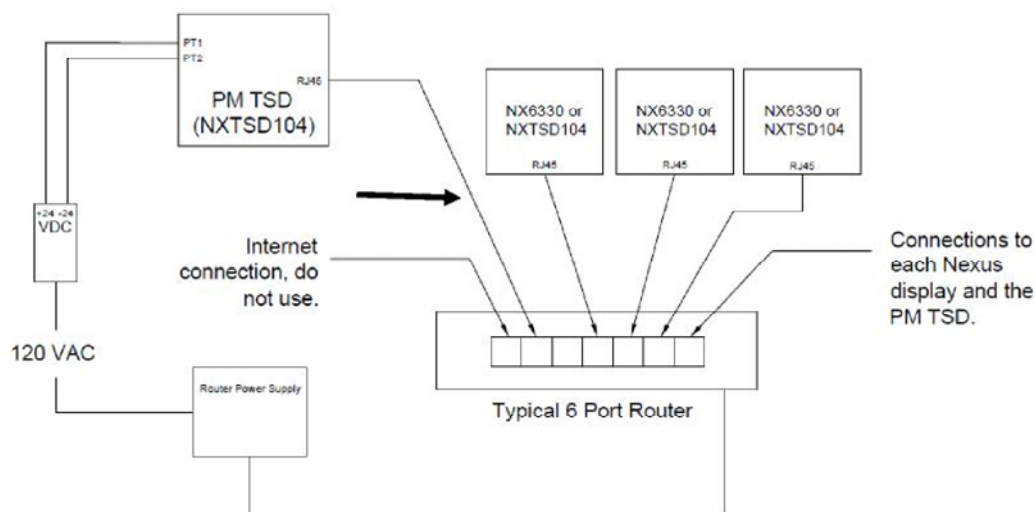 PT1
PT2
RJ45
PM TSD
(NXTSD104)
NX6330 or
NXTSD104
RJ45
NX6330 or
NXTSD104
RJ45
NX6330 or
NXTSD104
RJ45
+24 -24
VDC
Internet
connection, do
not use.
Connections to
each Nexus
display and the
PM TSD.
120 VAC
Router Power Supply
Typical 6 Port Router